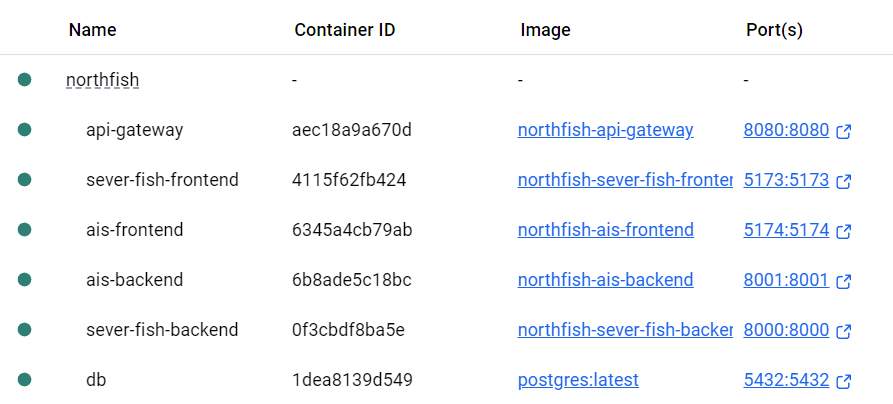 Name Container ID Image Port(s)
northfish - - -
api-gateway aec18a9a670d northfish-api-gateway 8080:8080
sever-fish-frontend 4115f62fb424 northfish-sever-fish-fronter 5173:5173
ais-frontend 6345a4cb79ab northfish-ais-frontend 5174:5174
ais-backend 6b8ade5c18bc northfish-ais-backend 8001:8001
sever-fish-backend 0f3cbdf8ba5e northfish-sever-fish-backer 8000:8000
db 1dea8139d549 postgres:latest 5432:5432